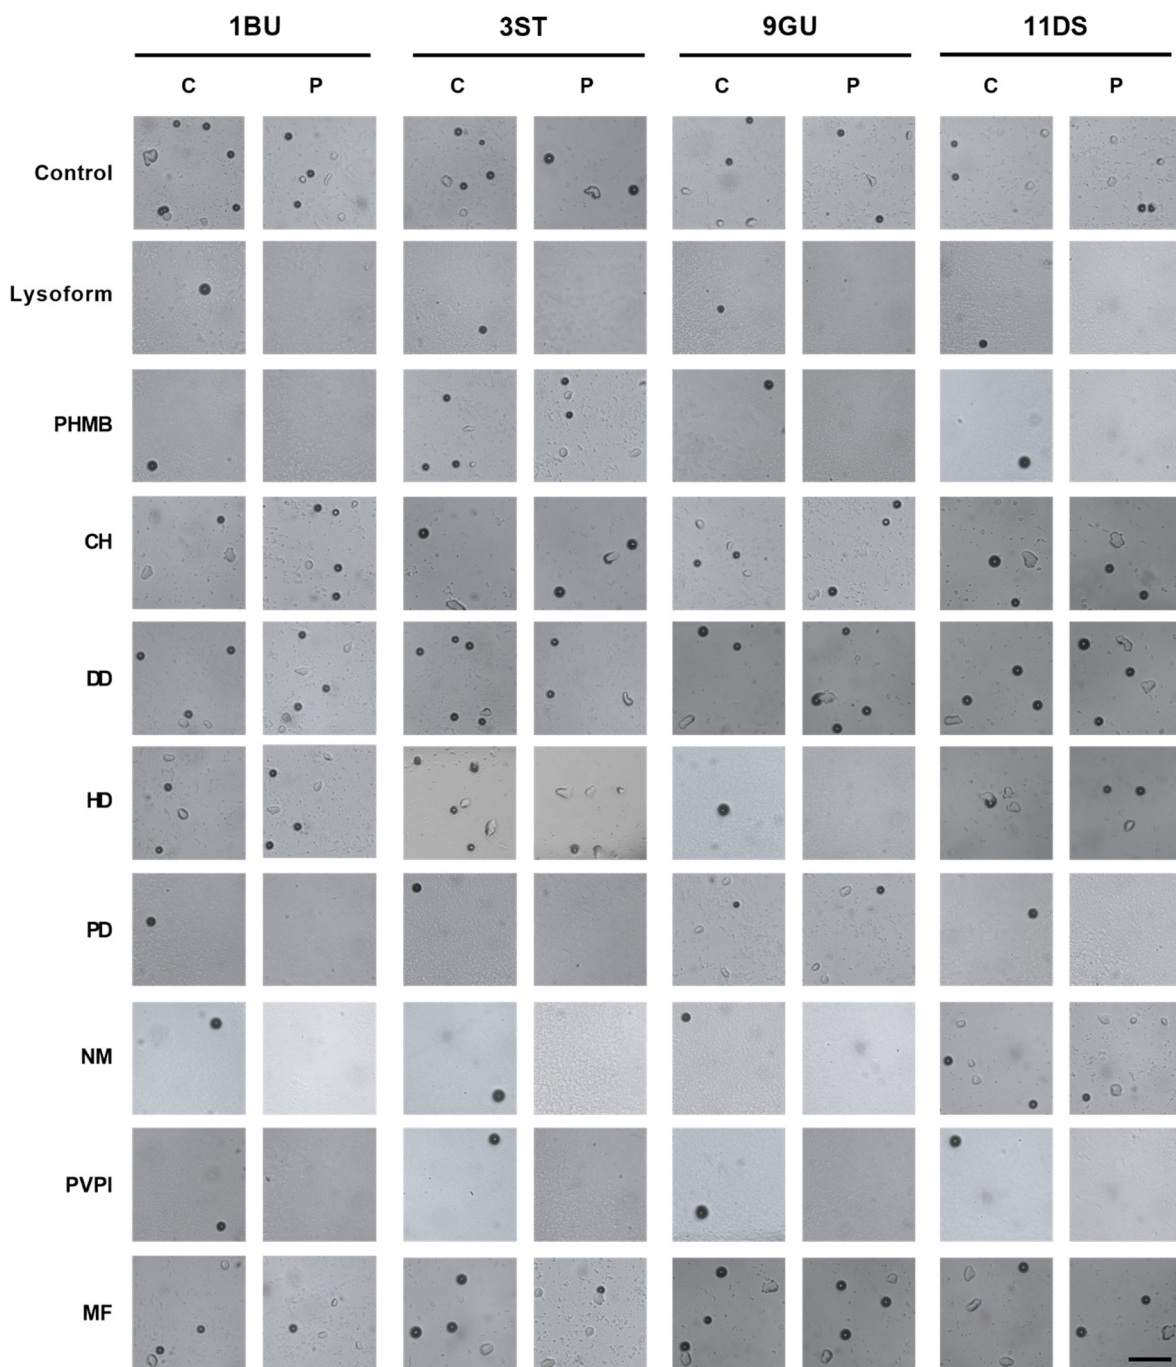 1BU 3ST 9GU 11DS
C P C P C P C P
Control
Lysoform
PHMB
CH
DD
HD
PD
NM
PVPI
MF